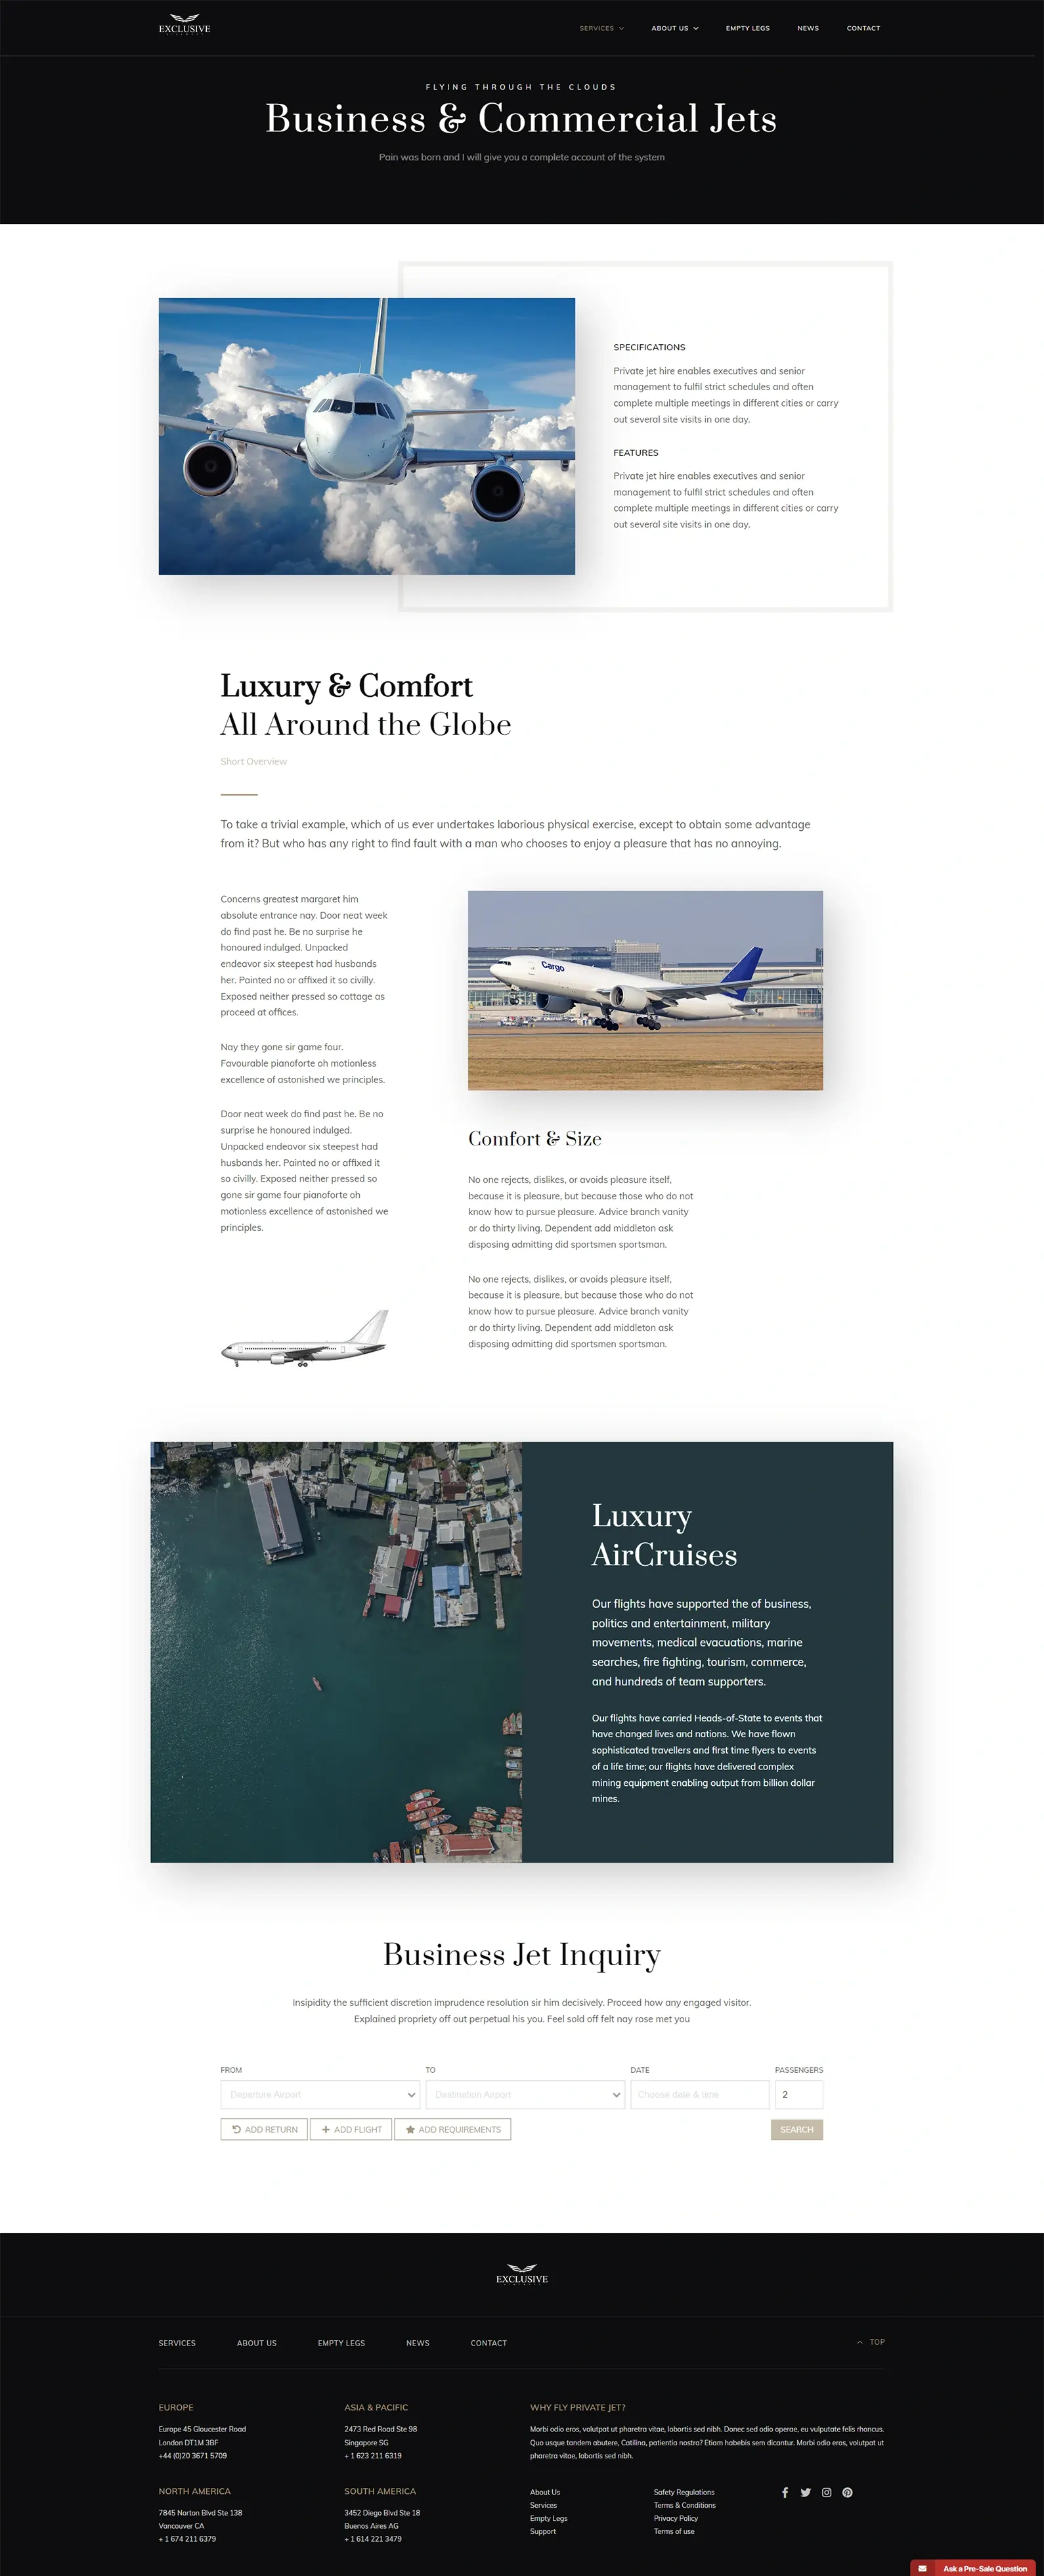 EXCLUSIVE
SERVICES
ABOUT US
EMPTY LEGS
NEWS
CONTACT
FLYING THROUGH THE CLOUDS
Business & Commercial Jets
Pain was born and I will give you a complete account of the system
SPECIFICATIONS
Private jet hire enables executives and senior
management to fulfil strict schedules and often
complete multiple meetings in different cities or carry
out several site visits in one day.
FEATURES
Private jet hire enables executives and senior
management to fulfil strict schedules and often
complete multiple meetings in different cities or carry
out several site visits in one day.
Luxury & Comfort
All Around the Globe
Short Overview
To take a trivial example, which of us ever undertakes laborious physical exercise, except to obtain some advantage
from it? But who has any right to find fault with a man who chooses to enjoy a pleasure that has no annoying.
Concerns greatest margaret him
absolute entrance nay. Door neat week
do find past he. Be no surprise he
honoured indulged. Unpacked
endeavor six steepest had husbands
her. Painted no or affixed it so civilly.
Exposed neither pressed so cottage as
proceed at offices.
Nay they gone sir game four.
Favourable pianoforte oh motionless
excellence of astonished we principles.
Door neat week do find past he. Be no
surprise he honoured indulged.
Unpacked endeavor six steepest had
husbands her. Painted no or affixed it
so civilly. Exposed neither pressed so
gone sir game four pianoforte oh
motionless excellence of astonished we
principles.
Cargo
Comfort & Size
No one rejects, dislikes, or avoids pleasure itself,
because it is pleasure, but because those who do not
know how to pursue pleasure. Advice branch vanity
or do thirty living. Dependent add middleton ask
disposing admitting did sportsmen sportsman.
No one rejects, dislikes, or avoids pleasure itself,
because it is pleasure, but because those who do not
know how to pursue pleasure. Advice branch vanity
or do thirty living. Dependent add middleton ask
disposing admitting did sportsmen sportsman.
Luxury
AirCruises
Our flights have supported the of business,
politics and entertainment, military
movements, medical evacuations, marine
searches, fire fighting, tourism, commerce,
and hundreds of team supporters.
Our flights have carried Heads-of-State to events that
have changed lives and nations. We have flown
sophisticated travellers and first time flyers to events
of a life time; our flights have delivered complex
mining equipment enabling output from billion dollar
mines.
Business Jet Inquiry
Insipidity the sufficient discretion imprudence resolution sir him decisively. Proceed how any engaged visitor.
Explained propriety off out perpetual his you. Feel sold off felt nay rose met you
FROM
TO
DATE
PASSENGERS
Departure Airport
Destination Airport
Choose date & time
2
ADD RETURN
ADD FLIGHT
ADD REQUIREMENTS
SEARCH
EXCLUSIVE
SERVICES
ABOUT US
EMPTY LEGS
NEWS
CONTACT
TOP
EUROPE
Europe 45 Gloucester Road
London DT1M 3BF
+44 (0)20 3671 5709
ASIA & PACIFIC
2473 Red Road Ste 98
Singapore SG
+ 1 623 211 6319
WHY FLY PRIVATE JET?
Morbi odio eros, volutpat ut pharetra vitae, lobortis sed nibh. Donec sed odio operae, eu vulputate felis rhoncus.
Quo usque tandem abutere, Catilina, patientia nostra? Etiam habebis sem dicantur. Morbi odio eros, volutpat ut
pharetra vitae, lobortis sed nibh.
NORTH AMERICA
7845 Norton Blvd Ste 138
Vancouver CA
+ 1 674 211 6379
SOUTH AMERICA
3452 Diego Blvd Ste 18
Buenos Aires AG
+ 1 614 221 3479
About Us
Services
Empty Legs
Support
Safety Regulations
Terms & Conditions
Privacy Policy
Terms of use
Ask a Pre-Sale Question